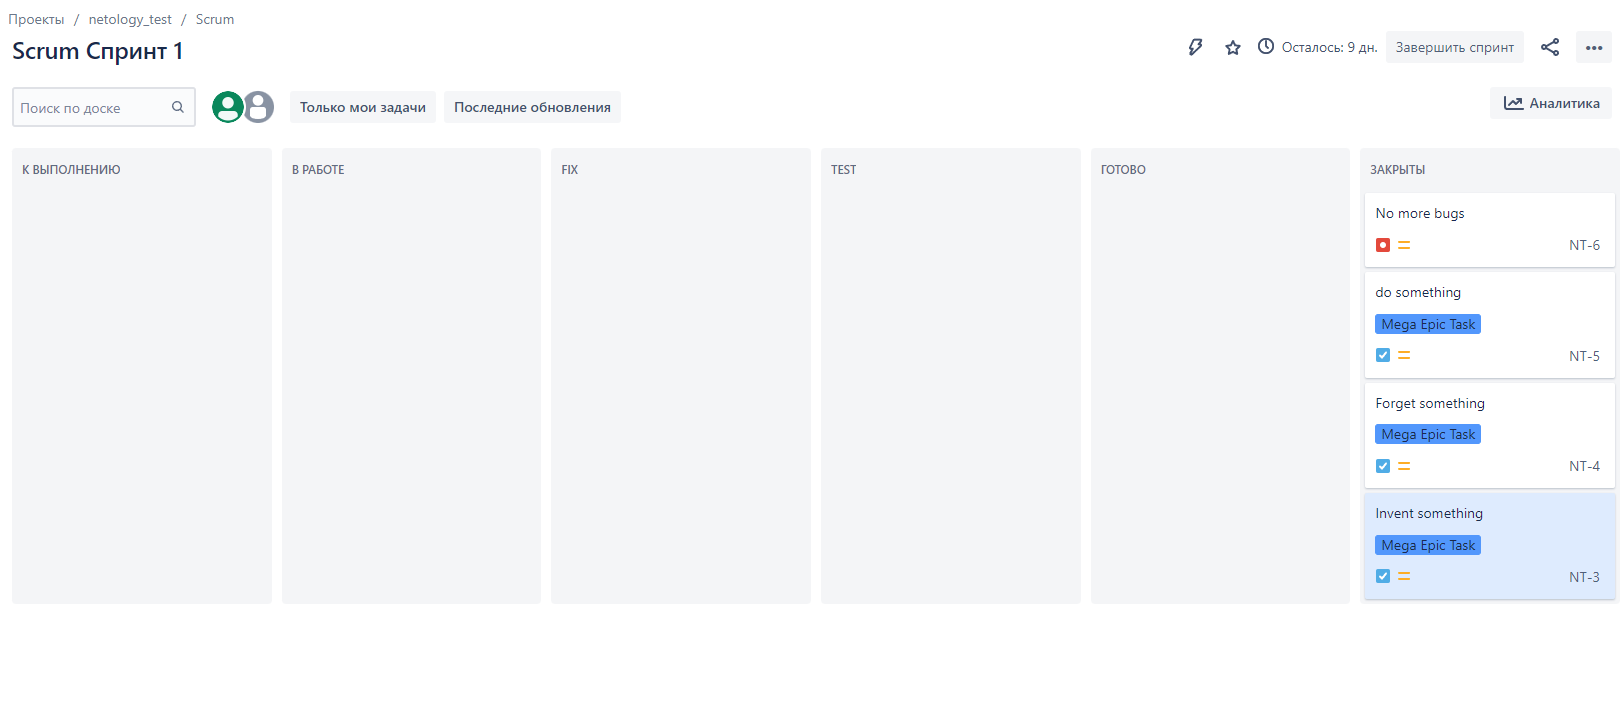 Проекты / netology_test / Scrum
Scrum Спринт 1
Осталось: 9 дн.
Завершить спринт
Поиск по доске
Только мои задачи
Последние обновления
Аналитика
К ВЫПОЛНЕНИЮ
В РАБОТЕ
FIX
TEST
ГОТОВО
ЗАКРЫТЫ
No more bugs
NT-6
do something
Mega Epic Task
NT-5
Forget something
Mega Epic Task
NT-4
Invent something
Mega Epic Task
NT-3